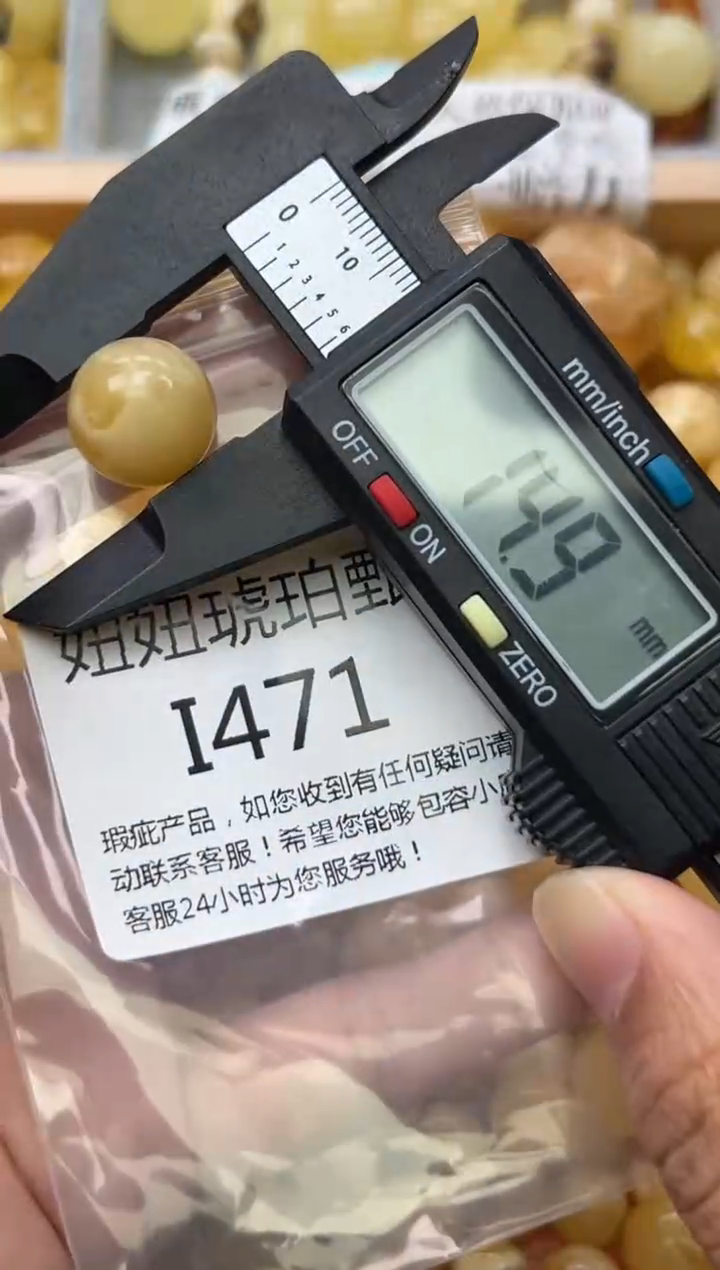 0
10
1 2 3 4 5 6
mm/inch
OFF
ON
14.9
mm
ZERO
妞妞琥珀甄
I471
瑕疵产品，如您收到有任何疑问请
动联系客服！希望您能够包容小
客服24小时为您服务哦！